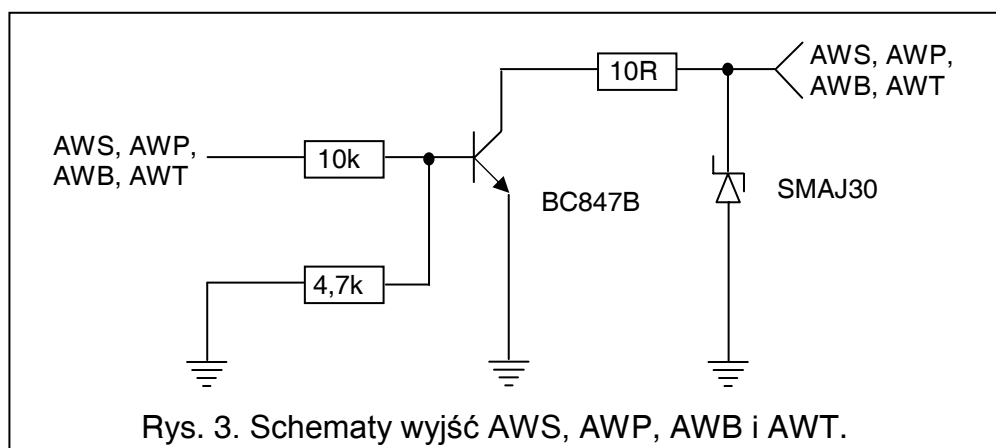 10R
AWS, AWP,
AWB, AWT
AWS, AWP,
AWB, AWT
10k
BC847B
SMAJ30
4,7k
Rys. 3. Schematy wyjść AWS, AWP, AWB i AWT.